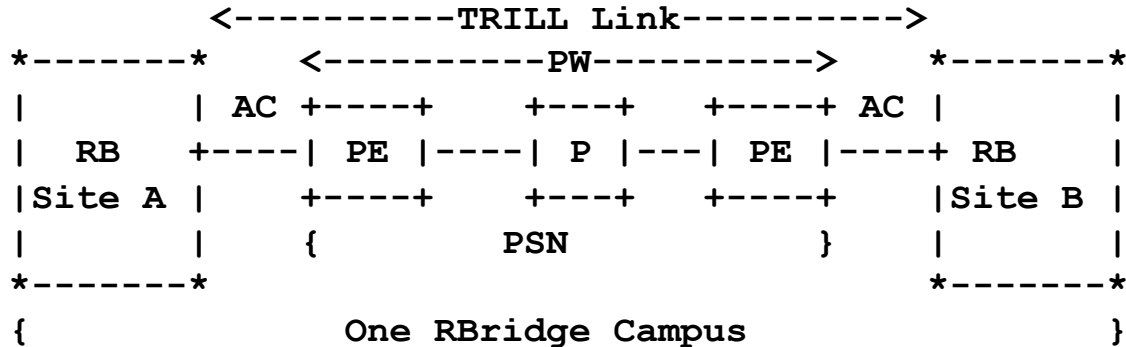 <----------TRILL Link---------->
*-------* <----------PW----------> *-------*
| | AC +----+ +---+ +----+ AC | |
| RB +----| PE |----| P |---| PE |----+ RB |
|Site A | +----+ +---+ +----+ |Site B |
| | { PSN } | |
*-------* *-------*
{ One RBridge Campus }